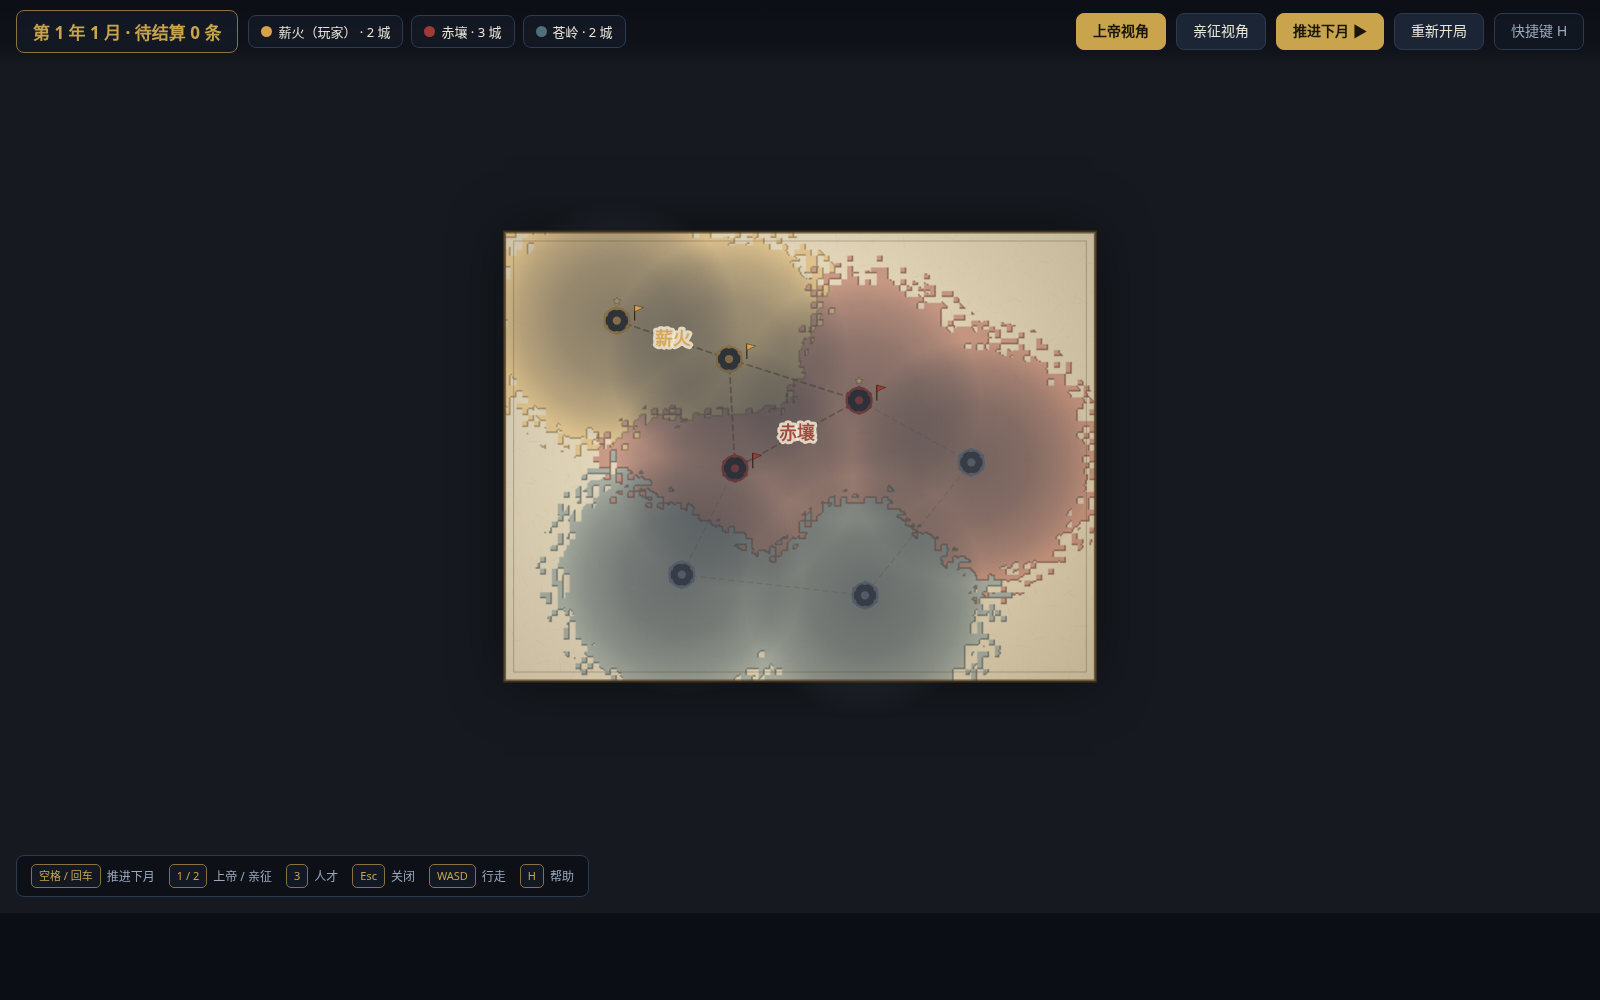 第 1 年 1 月 · 待结算 0 条
薪火（玩家） · 2 城
赤壤 · 3 城
苍岭 · 2 城
上帝视角
亲征视角
推进下月 ▶
重新开局
快捷键 H
薪火
赤壤
空格 / 回车 推进下月 1 / 2 上帝 / 亲征 3 人才 Esc 关闭 WASD 行走 H 帮助